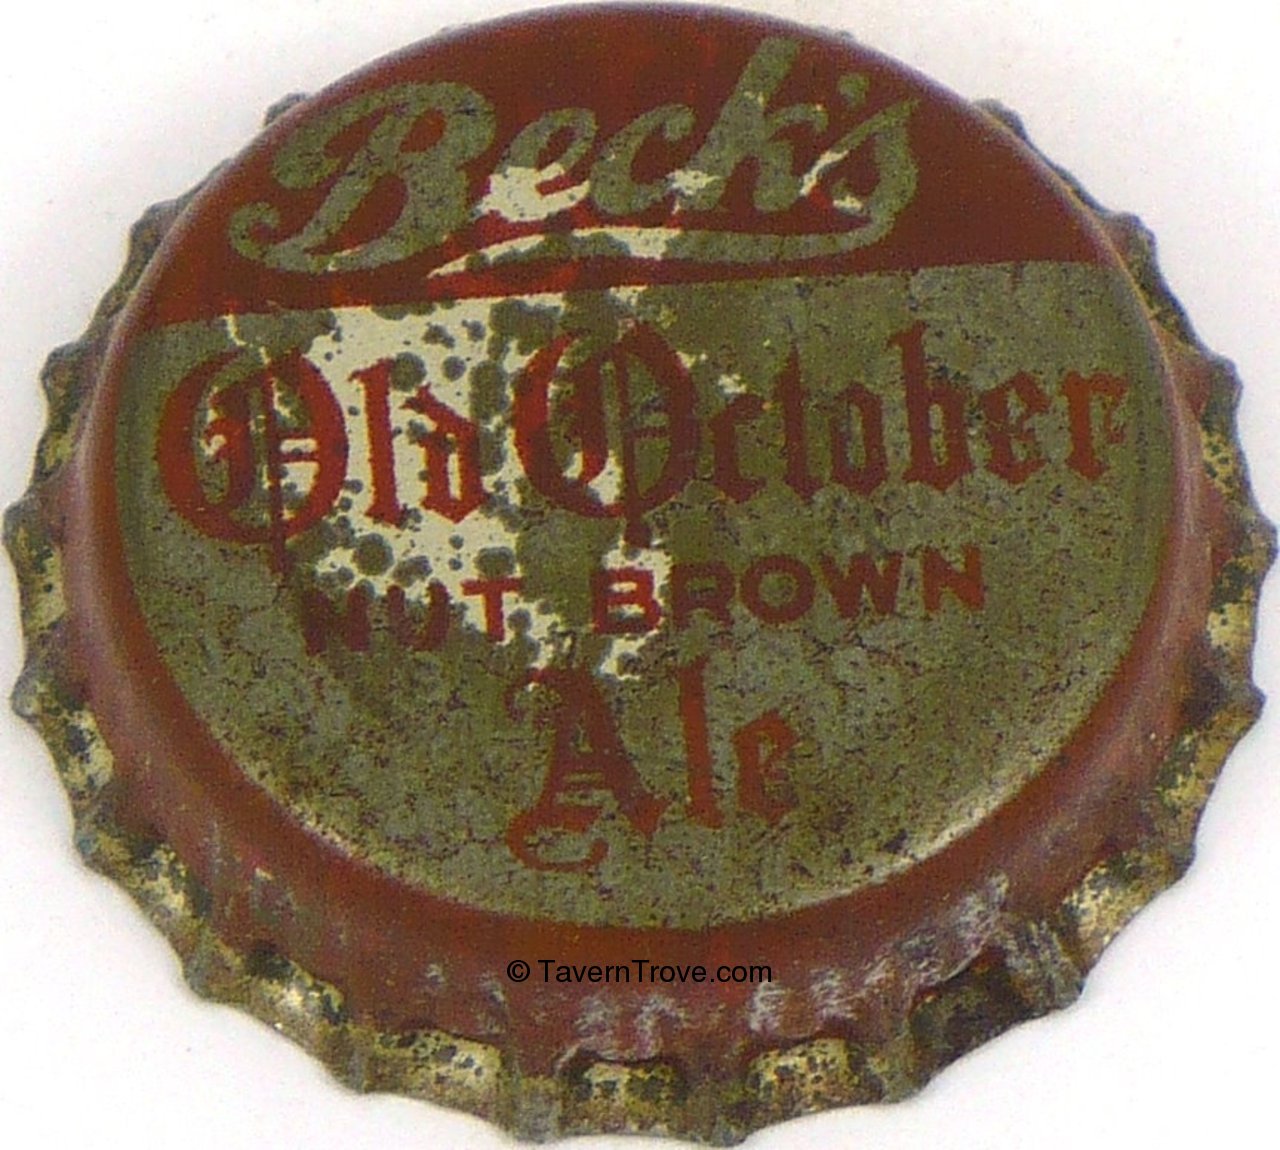 Beck's
Old October
NUT BROWN
Ale
© TavernTrove.com